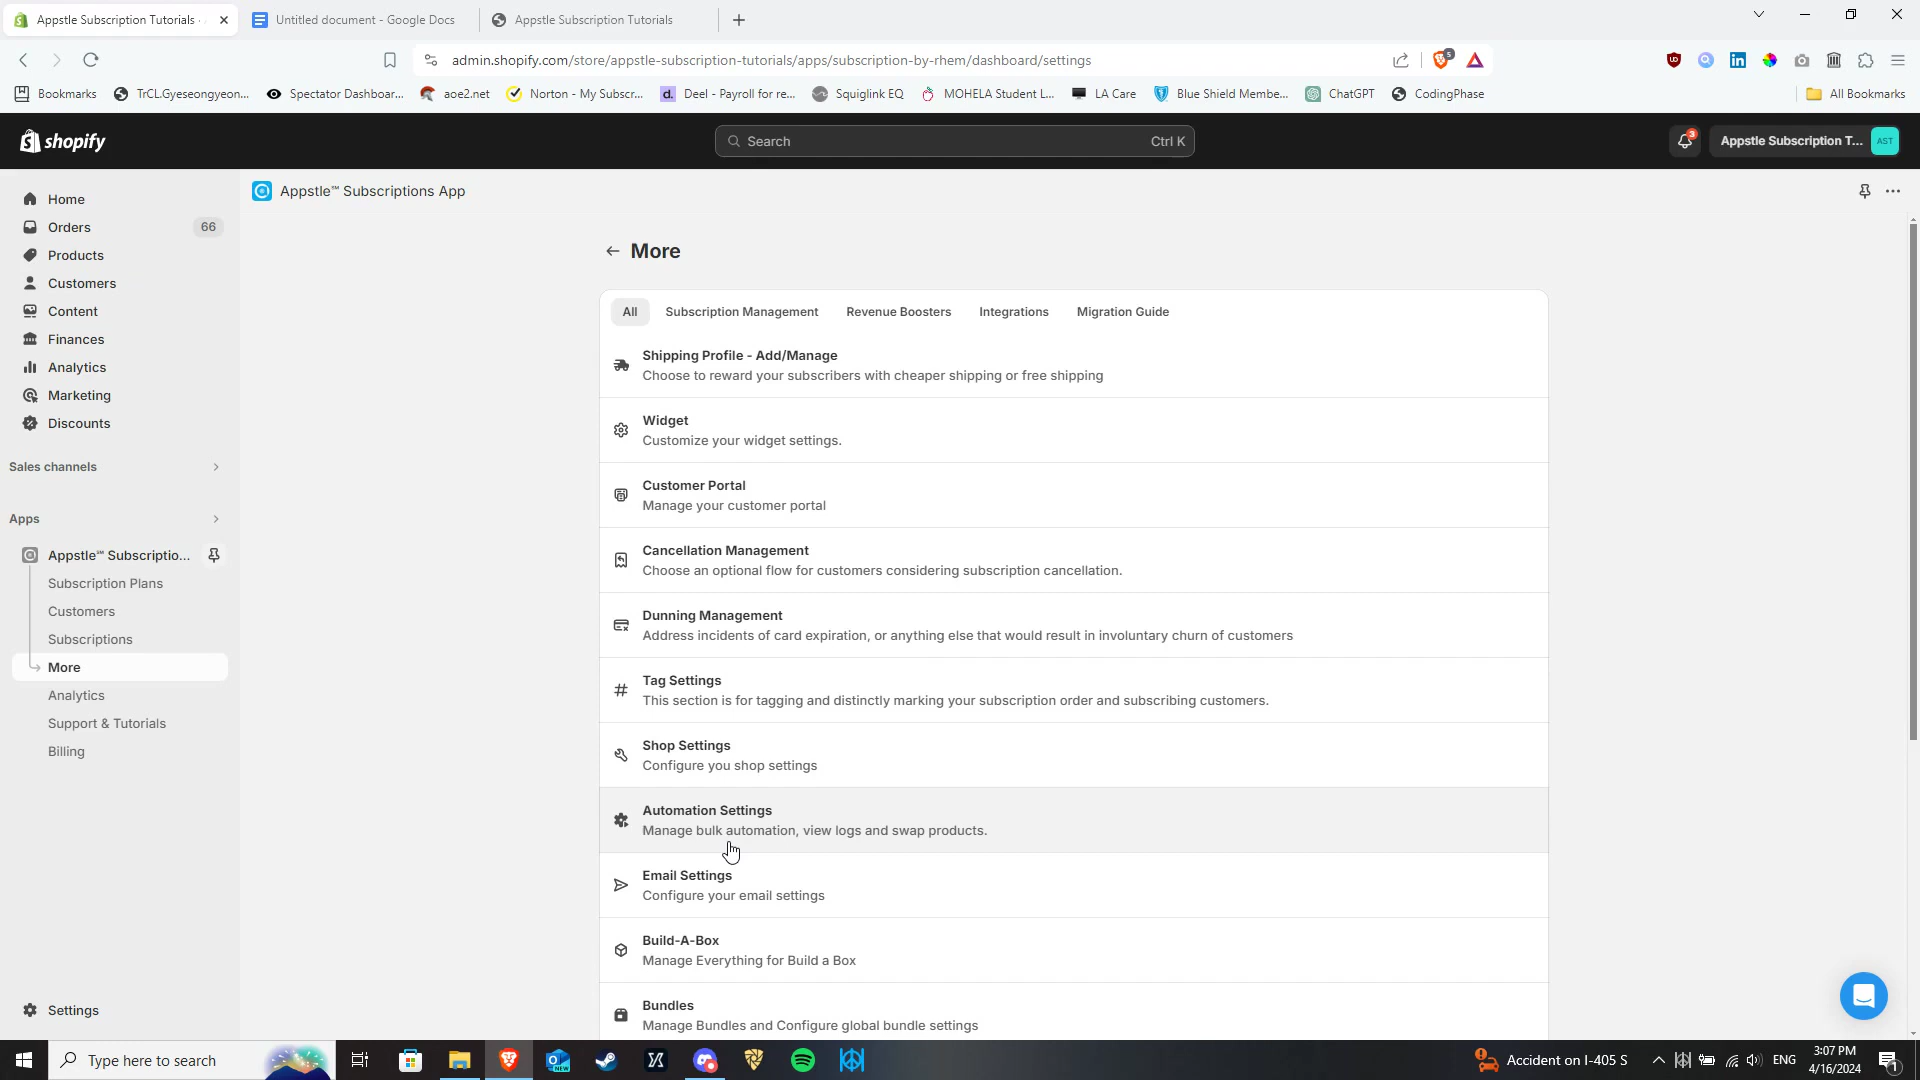 Appstle Subscription Tutorials ·
Untitled document - Google Docs
Appstle Subscription Tutorials
admin.shopify.com/store/appstle-subscription-tutorials/apps/subscription-by-rhem/dashboard/settings
5
Bookmarks
TrCL.Gyeseongyeon...
Spectator Dashboar...
aoe2.net
Norton - My Subscr...
Deel - Payroll for re...
Squiglink EQ
MOHELA Student L...
LA Care
Blue Shield Membe...
ChatGPT
CodingPhase
All Bookmarks
shopify
Search
Ctrl K
3
Appstle Subscription T...
AST
Home
Orders
66
Products
Customers
Content
Finances
Analytics
Marketing
Discounts
Sales channels
Apps
Appstle℠ Subscriptio...
Subscription Plans
Customers
Subscriptions
More
Analytics
Support & Tutorials
Billing
Settings
Appstle℠ Subscriptions App
More
All
Subscription Management
Revenue Boosters
Integrations
Migration Guide
Shipping Profile - Add/Manage
Choose to reward your subscribers with cheaper shipping or free shipping
Widget
Customize your widget settings.
Customer Portal
Manage your customer portal
Cancellation Management
Choose an optional flow for customers considering subscription cancellation.
Dunning Management
Address incidents of card expiration, or anything else that would result in involuntary churn of customers
Tag Settings
This section is for tagging and distinctly marking your subscription order and subscribing customers.
Shop Settings
Configure you shop settings
Automation Settings
Manage bulk automation, view logs and swap products.
Email Settings
Configure your email settings
Build-A-Box
Manage Everything for Build a Box
Bundles
Manage Bundles and Configure global bundle settings
Type here to search
Accident on I-405 S
ENG
3:07 PM
4/16/2024
1